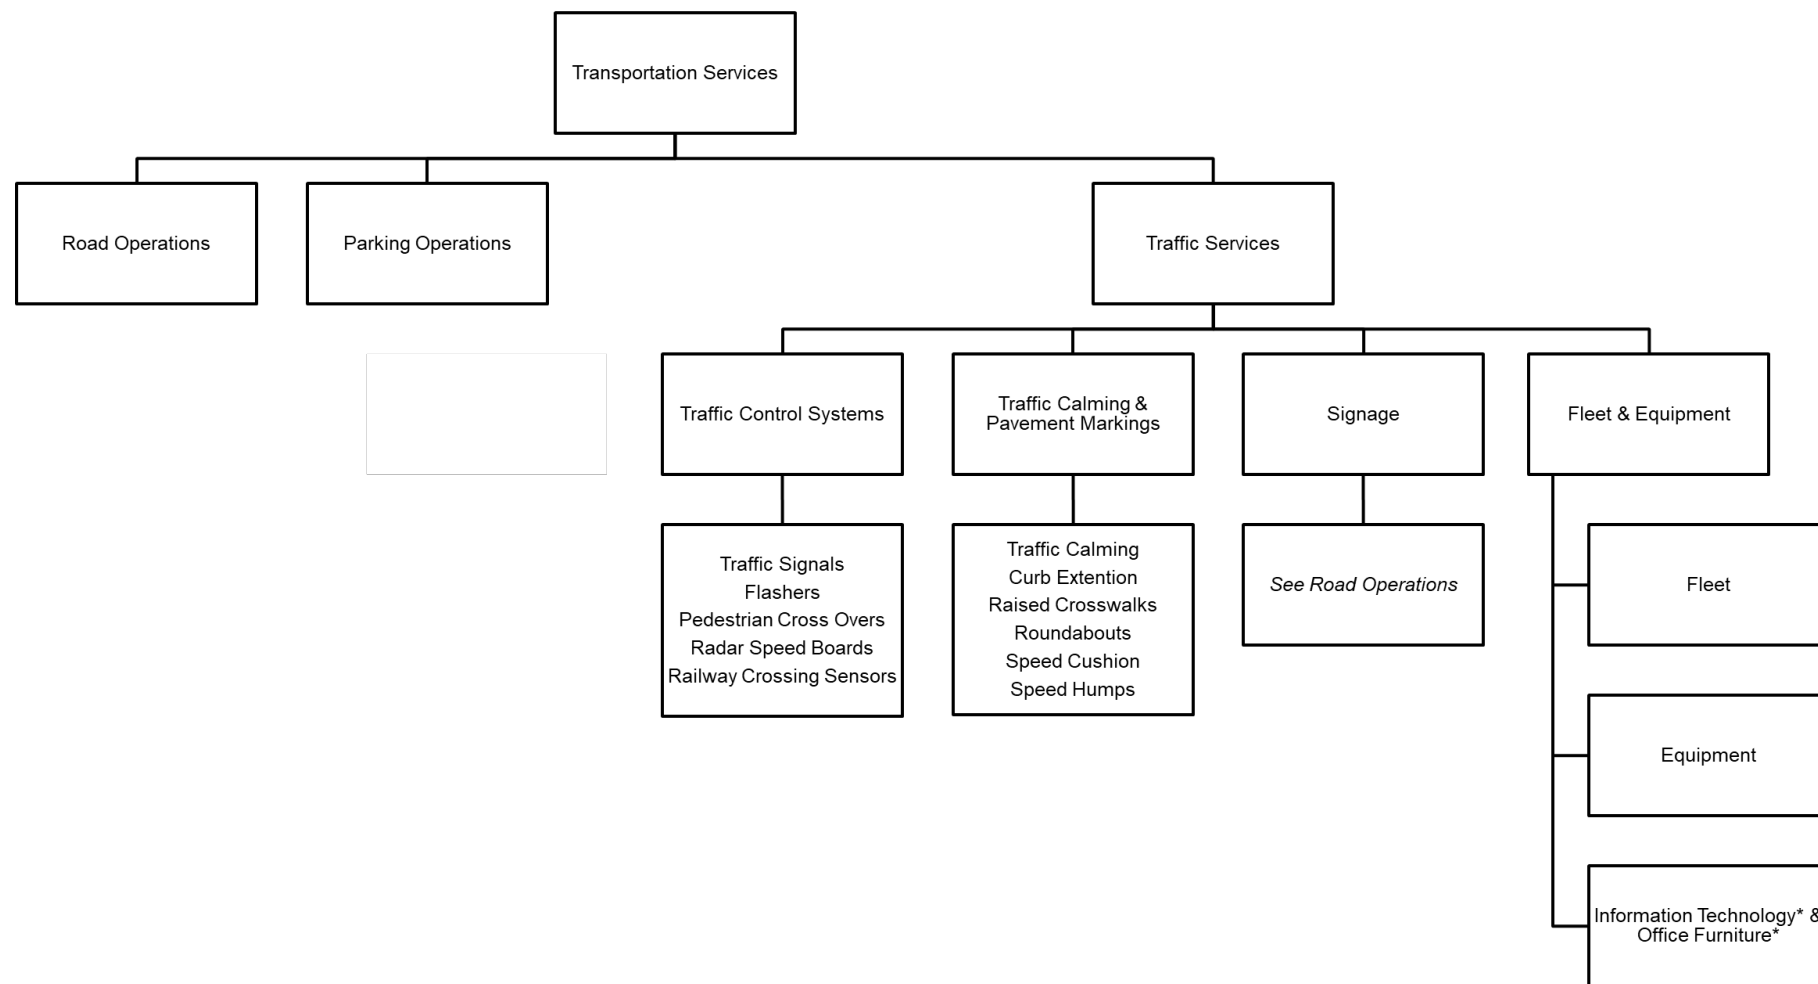 Transportation Services
Road Operations
Parking Operations
Traffic Services
Traffic Control Systems
Traffic Calming &
Pavement Markings
Signage
Fleet & Equipment
Traffic Signals
Flashers
Pedestrian Cross Overs
Radar Speed Boards
Railway Crossing Sensors
Traffic Calming
Curb Extention
Raised Crosswalks
Roundabouts
Speed Cushion
Speed Humps
See Road Operations
Fleet
Equipment
Information Technology* &
Office Furniture*